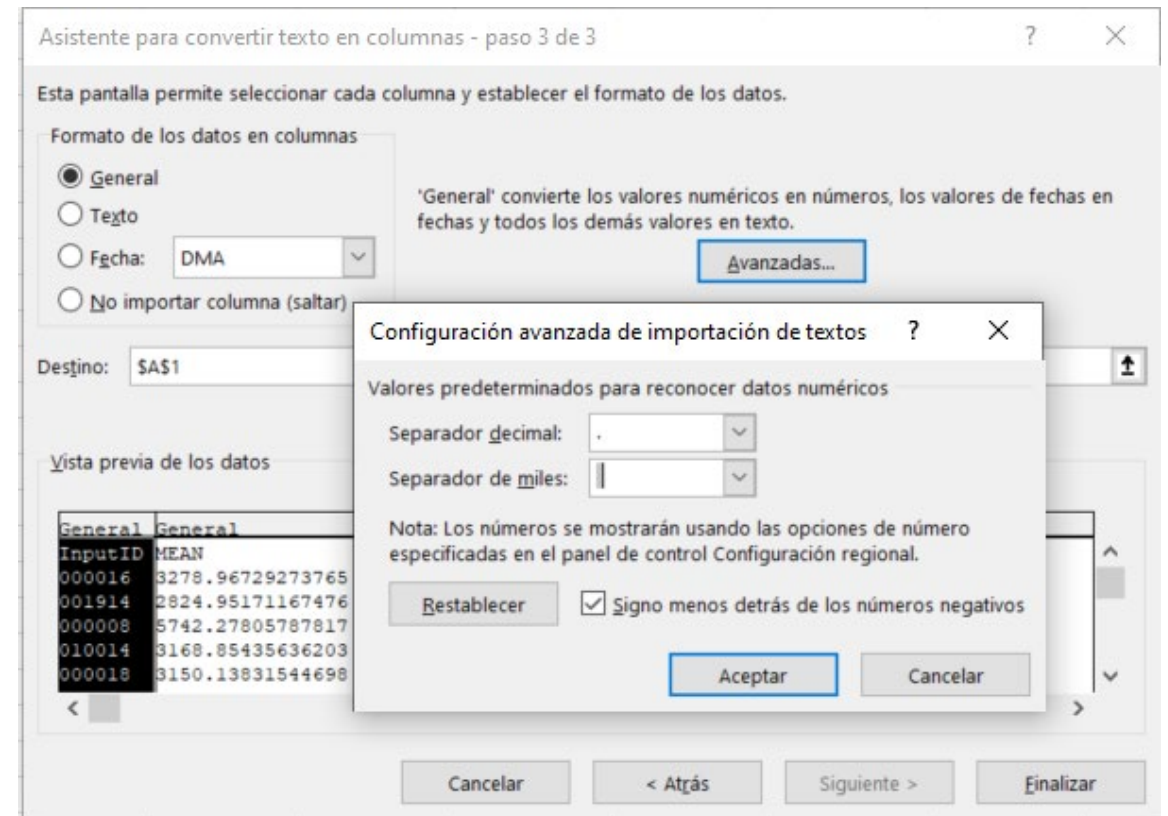 Asistente para convertir texto en columnas - paso 3 de 3 ?
Esta pantalla permite seleccionar cada columna y establecer el formato de los datos.
Formato de los datos en columnas
General
Texto
Fecha: DMA
No importar columna (saltar)
'General' convierte los valores numéricos en números, los valores de fechas en
fechas y todos los demás valores en texto.
Avanzadas...
Destino: $A$1
Configuración avanzada de importación de textos ?
Valores predeterminados para reconocer datos numéricos
Separador decimal: .
Separador de miles:
Nota: Los números se mostrarán usando las opciones de número
especificadas en el panel de control Configuración regional.
Restablecer Signo menos detrás de los números negativos
Aceptar Cancelar
Vista previa de los datos
General General
InputID MEAN
000016 3278.96729273765
001914 2824.95171167476
000008 5742.27805787817
010014 3168.85435636203
000018 3150.13831544698
Cancelar < Atrás Siguiente > Finalizar